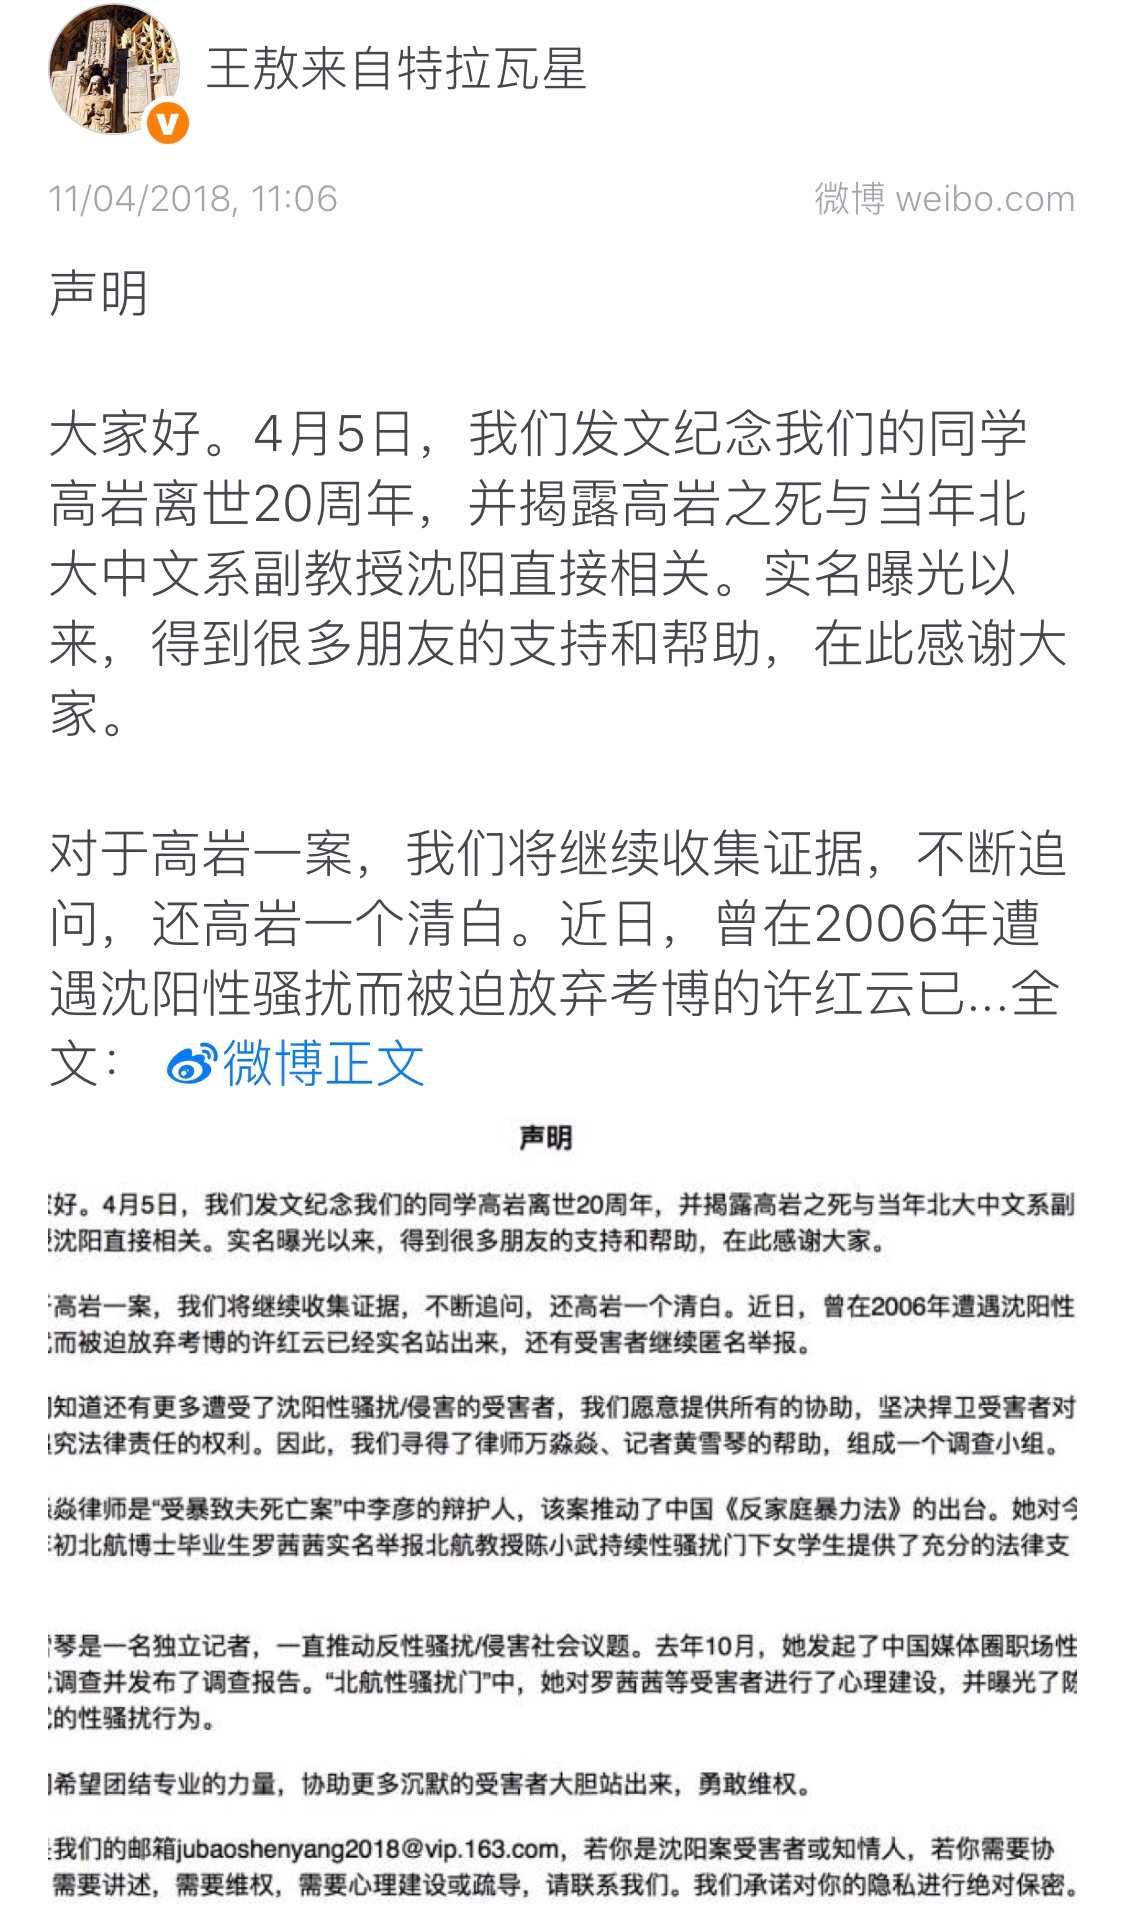 王敖来自特拉瓦星
11/04/2018, 11:06
微博 weibo.com
声明
大家好。4月5日，我们发文纪念我们的同学
高岩离世20周年，并揭露高岩之死与当年北
大中文系副教授沈阳直接相关。实名曝光以
来，得到很多朋友的支持和帮助，在此感谢大
家。
对于高岩一案，我们将继续收集证据，不断追
问，还高岩一个清白。近日，曾在2006年遭
遇沈阳性骚扰而被迫放弃考博的许红云已...全
文： 微博正文
声明
好。4月5日，我们发文纪念我们的同学高岩离世20周年，并揭露高岩之死与当年北大中文系副
沈阳直接相关。实名曝光以来，得到很多朋友的支持和帮助，在此感谢大家。
高岩一案，我们将继续收集证据，不断追问，还高岩一个清白。近日，曾在2006年遭遇沈阳性
而被迫放弃考博的许红云已经实名站出来，还有受害者继续匿名举报。
知道还有更多遭受了沈阳性骚扰/侵害的受害者，我们愿意提供所有的协助，坚决捍卫受害者对
究法律责任的权利。因此，我们寻得了律师万淼焱、记者黄雪琴的帮助，组成一个调查小组。
焱律师是“受暴致夫死亡案”中李彦的辩护人，该案推动了中国《反家庭暴力法》的出台。她对今
初北航博士毕业生罗茜茜实名举报北航教授陈小武持续性骚扰门下女学生提供了充分的法律支
琴是一名独立记者，一直推动反性骚扰/侵害社会议题。去年10月，她发起了中国媒体圈职场性
调查并发布了调查报告。“北航性骚扰门”中，她对罗茜茜等受害者进行了心理建设，并曝光了陈
的性骚扰行为。
希望团结专业的力量，协助更多沉默的受害者大胆站出来，勇敢维权。
我们的邮箱jubaoshenyang2018@vip.163.com，若你是沈阳案受害者或知情人，若你需要协
需要讲述，需要维权，需要心理建设或疏导，请联系我们。我们承诺对你的隐私进行绝对保密。